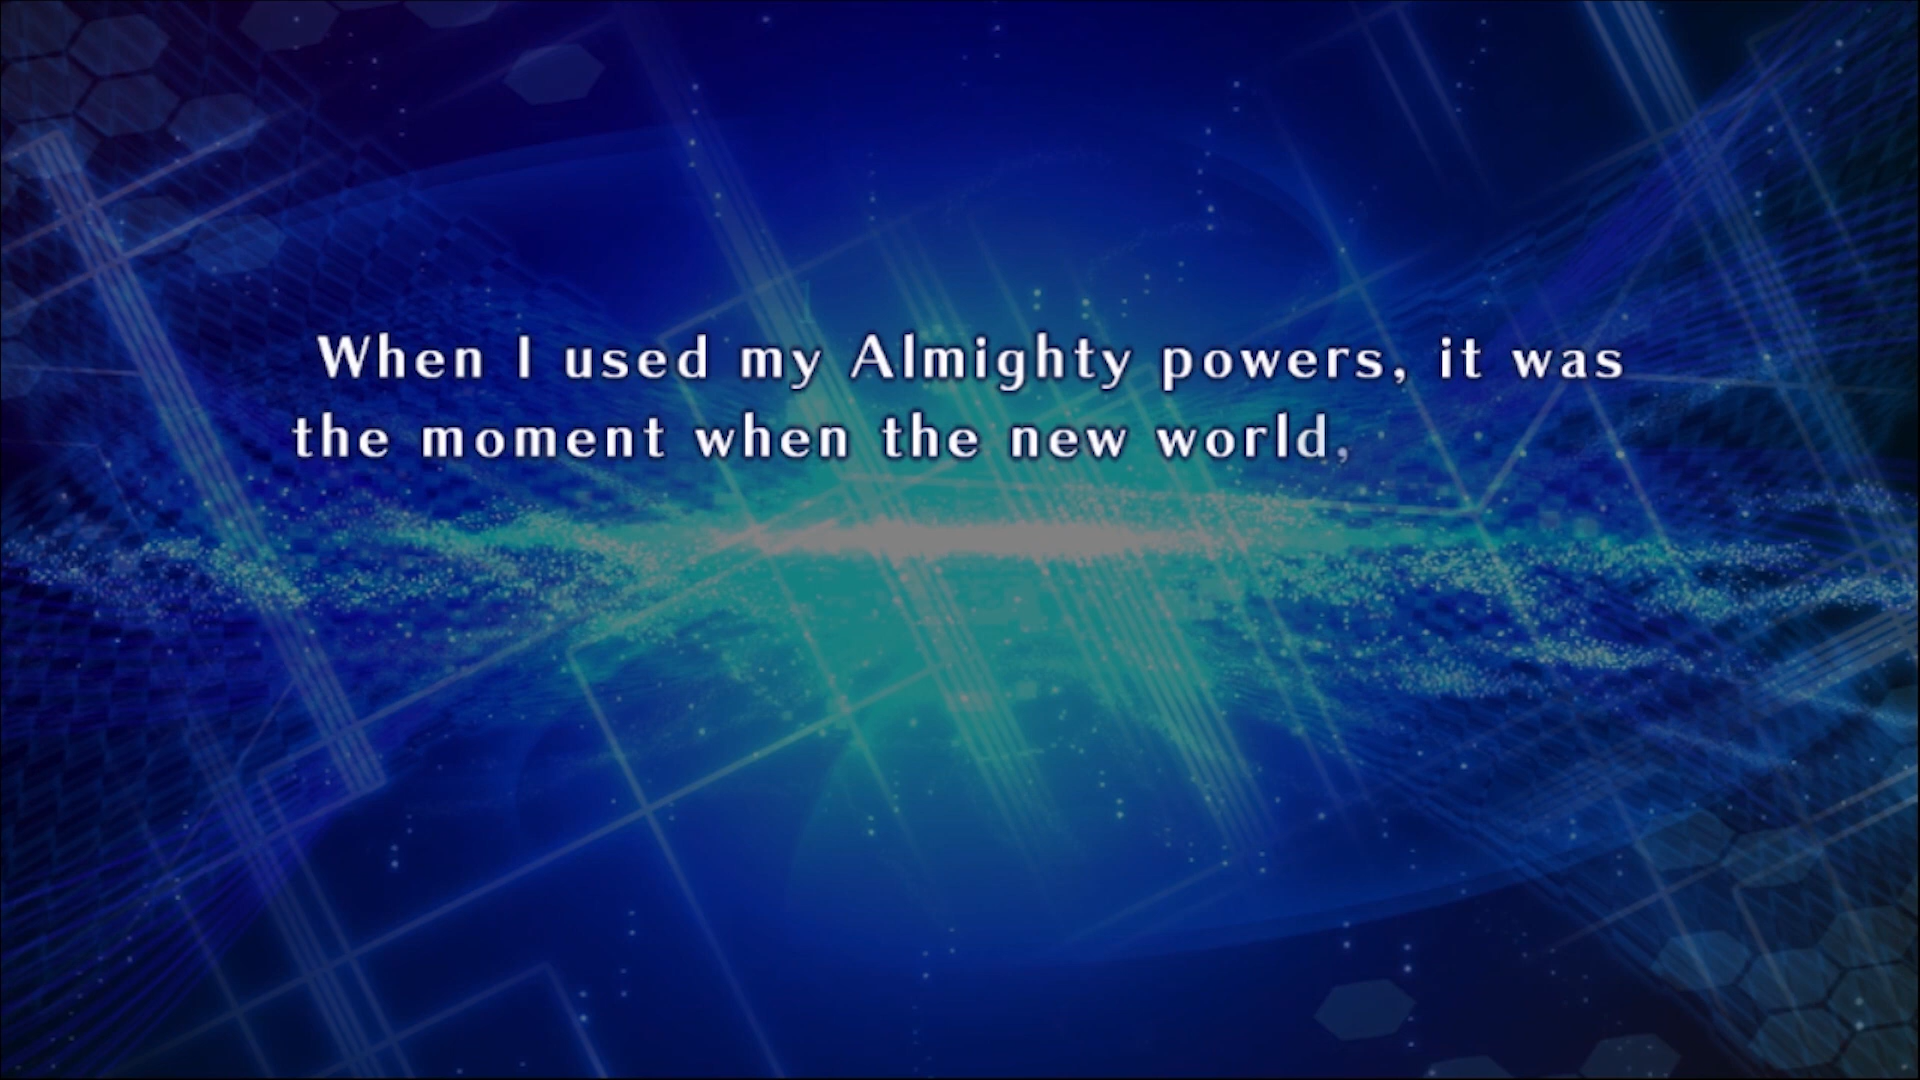 When I used my Almighty powers, it was
the moment when the new world,